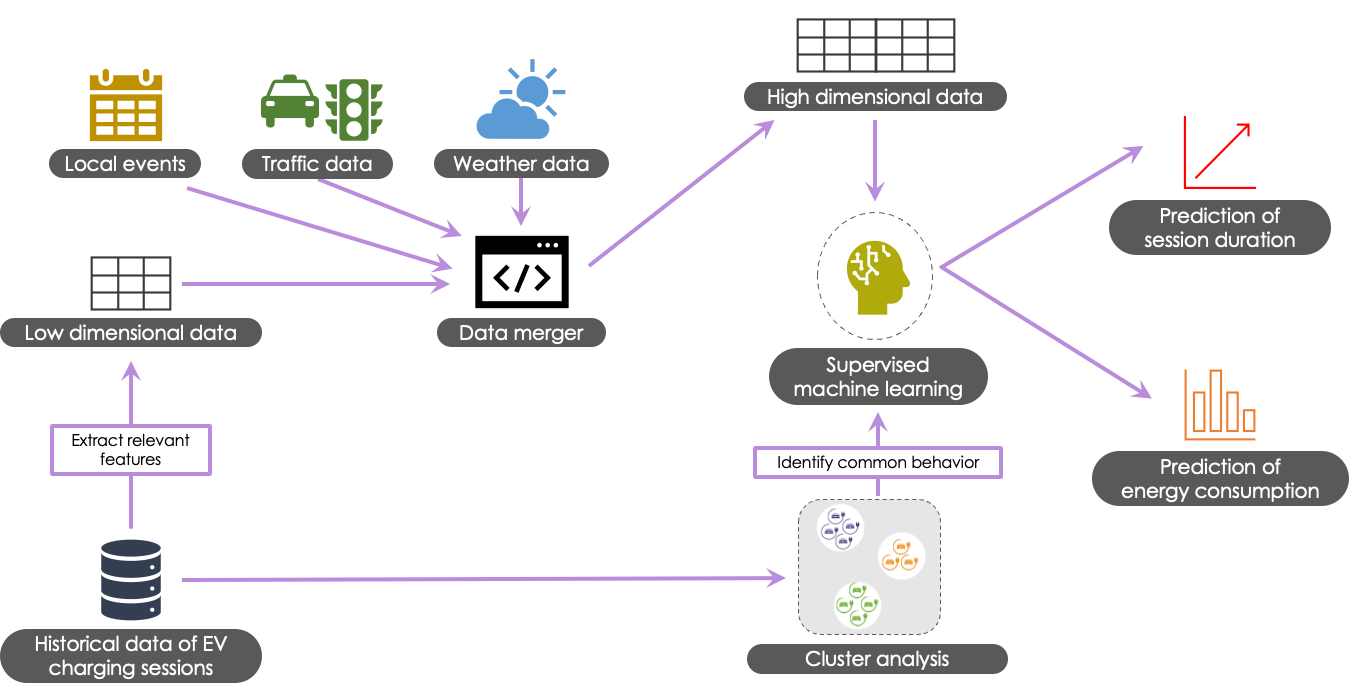 High dimensional data
Local events
Traffic data
Weather data
Prediction of
session duration
</>
Low dimensional data
Data merger
Supervised
machine learning
Extract relevant
features
Identify common behavior
Prediction of
energy consumption
Historical data of EV
charging sessions
Cluster analysis